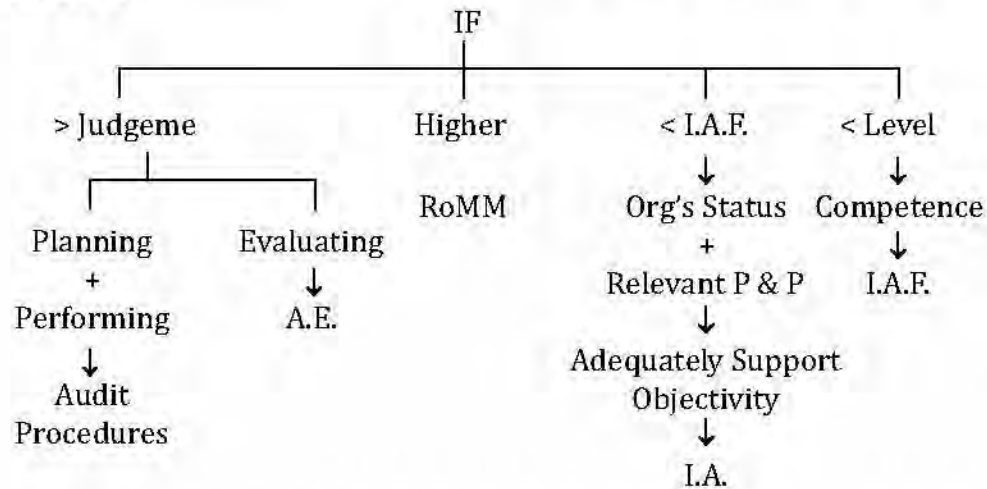 IF
> Judgeme
Higher
< I.A.F.
< Level
RoMM
Org's Status
Competence
Planning
Evaluating
+
+
Relevant P & P
I.A.F.
Performing
A.E.
Adequately Support
Objectivity
Audit
Procedures
I.A.